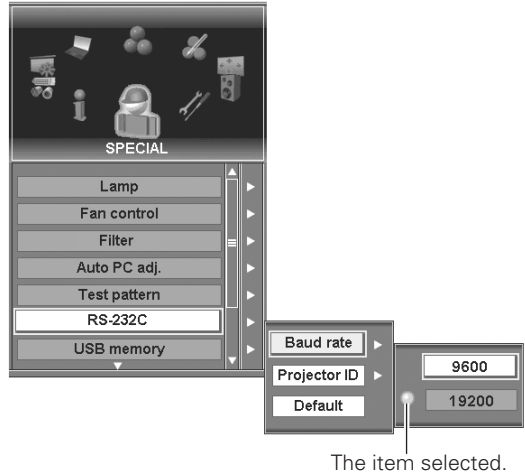 SPECIAL
Lamp
Fan control
Filter
Auto PC adj.
Test pattern
RS-232C
USB memory
Baud rate
Projector ID
Default
9600
19200
The item selected.